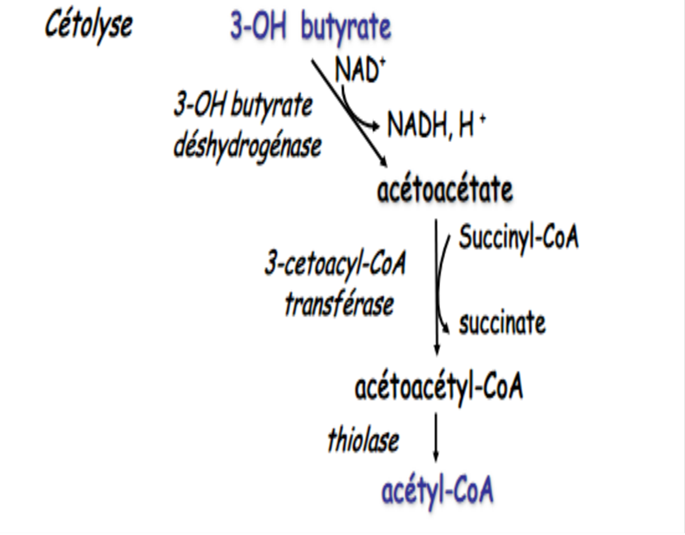 Cétolyse
3-OH butyrate
NAD⁺
3-OH butyrate
déshydrogénase
NADH, H⁺
acétoacétate
Succinyl-CoA
3-cetoacyl-CoA
transférase
succinate
acétoacétyl-CoA
thiolase
acétyl-CoA